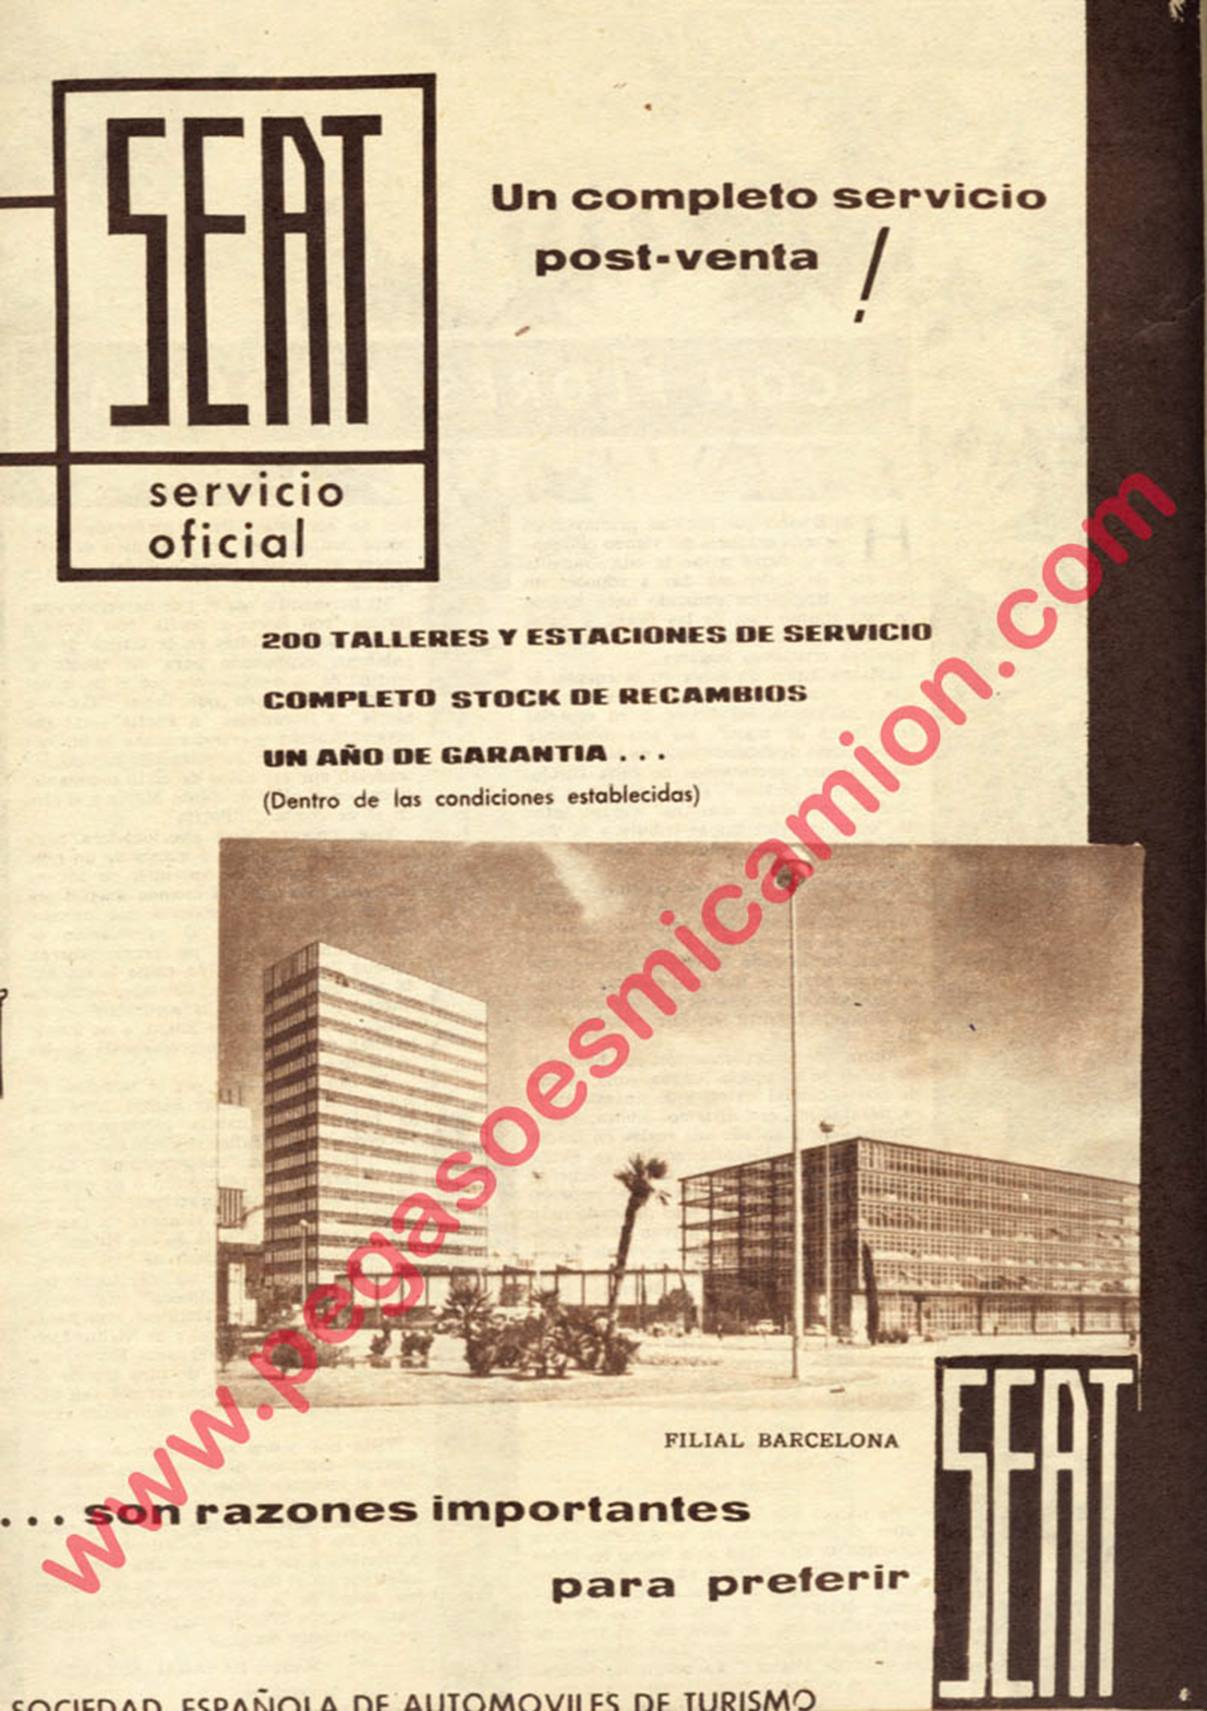 SEAT
servicio
oficial
Un completo servicio
post-venta !
200 TALLERES Y ESTACIONES DE SERVICIO
COMPLETO STOCK DE RECAMBIOS
UN AÑO DE GARANTIA . . .
(Dentro de las condiciones establecidas)
www.pegasoesmicamion.com
FILIAL BARCELONA
. . . son razones importantes
para preferir
SEAT
SOCIEDAD ESPAÑOLA DE AUTOMOVILES DE TURISMO